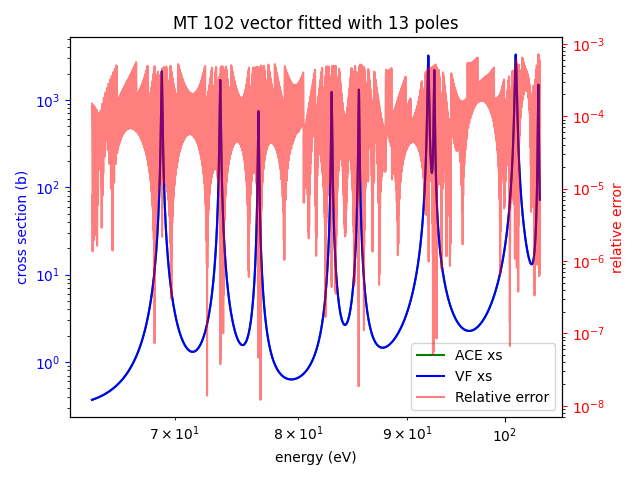 MT 102 vector fitted with 13 poles
cross section (b)
10³
10²
10¹
10⁰
10⁻³
10⁻⁴
10⁻⁵
10⁻⁶
10⁻⁷
10⁻⁸
relative error
ACE xs
VF xs
Relative error
7 × 10¹ 8 × 10¹ 9 × 10¹ 10²
energy (eV)